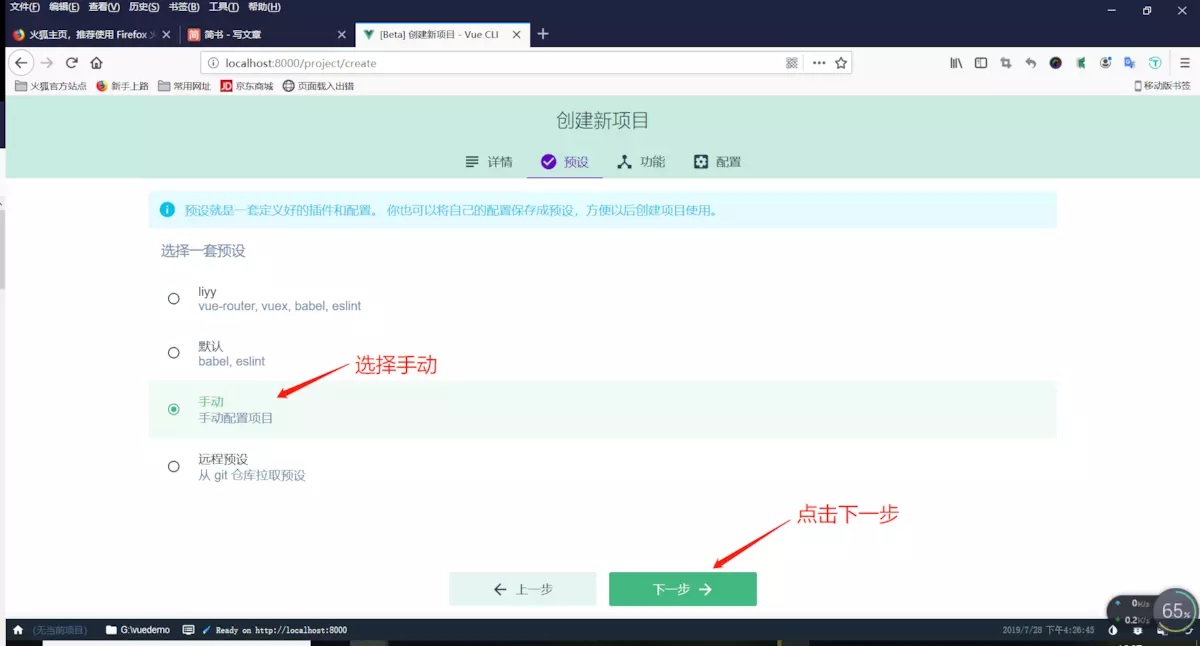 文件(F) 编辑(E) 查看(V) 历史(S) 书签(B) 工具(T) 帮助(H)
火狐主页，推荐使用 Firefox
简 简书 - 写文章
[Beta] 创建新项目 - Vue CLI
localhost:8000/project/create
火狐官方站点 新手上路 常用网址 JD 京东商城 页面载入出错 移动版书签
创建新项目
详情 预设 功能 配置
预设就是一套定义好的插件和配置。 你也可以将自己的配置保存成预设，方便以后创建项目使用。
选择一套预设
liyy
vue-router, vuex, babel, eslint
默认
babel, eslint
选择手动
手动
手动配置项目
远程预设
从 git 仓库拉取预设
点击下一步
上一步 下一步
0K/s
0.2K/s
65%
(无当前项目) G:\vuedemo Ready on http://localhost:8000 2019/7/28 下午4:26:45